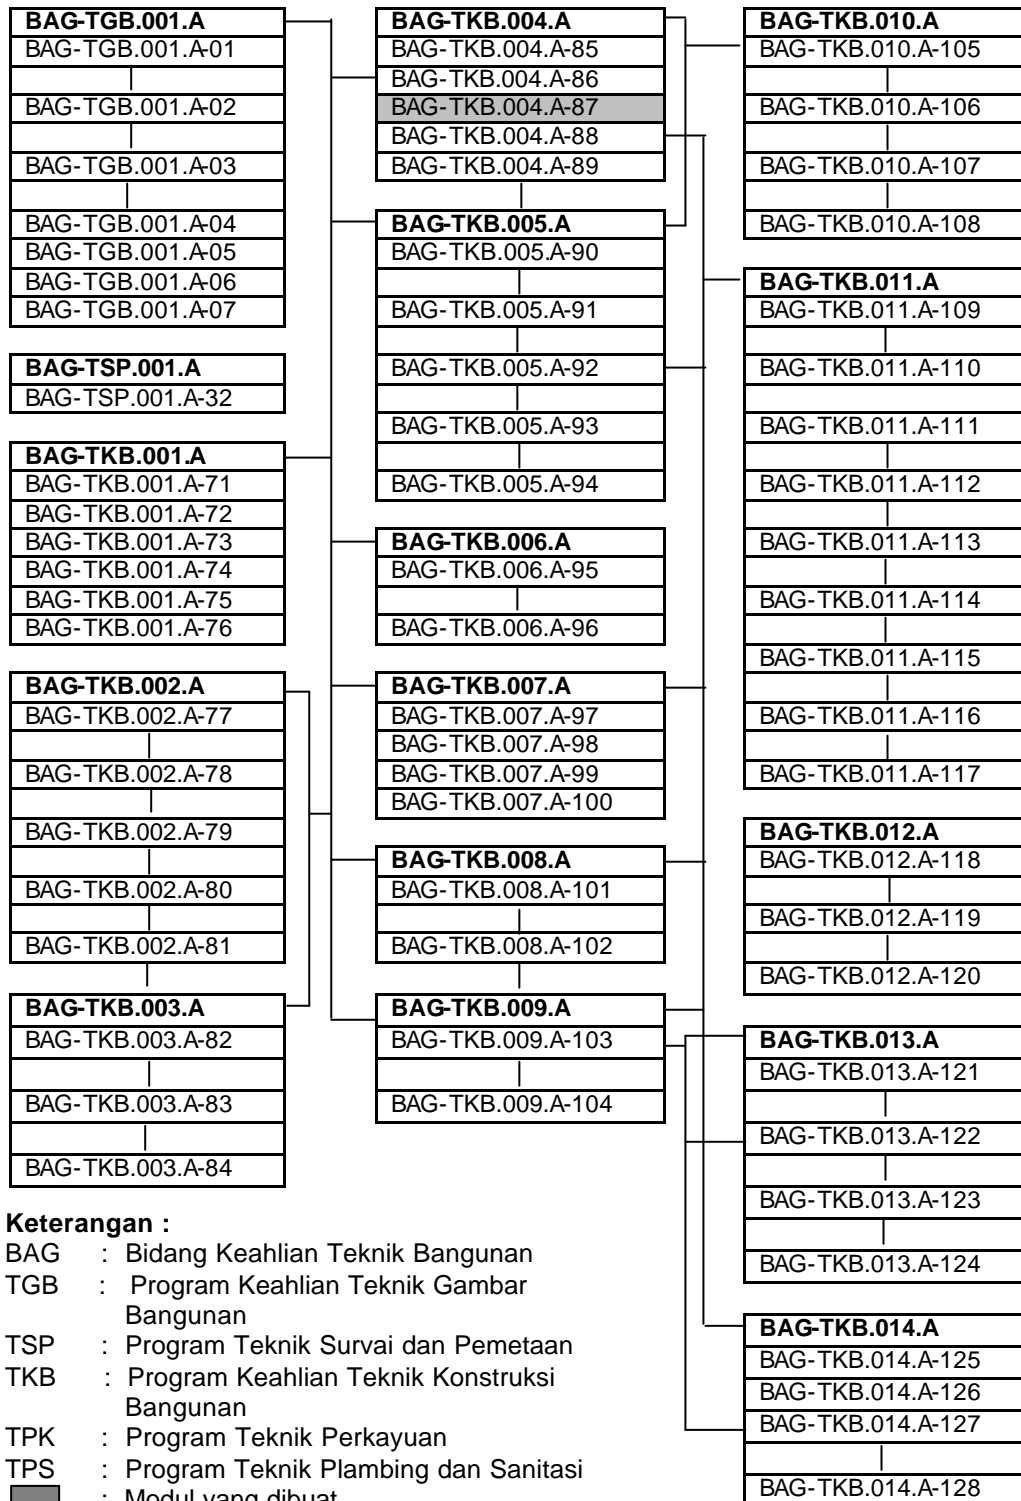 BAG-TGB.001.A
BAG-TGB.001.A-01
BAG-TGB.001.A-02
BAG-TGB.001.A-03
BAG-TGB.001.A-04
BAG-TGB.001.A-05
BAG-TGB.001.A-06
BAG-TGB.001.A-07
BAG-TSP.001.A
BAG-TSP.001.A-32
BAG-TKB.001.A
BAG-TKB.001.A-71
BAG-TKB.001.A-72
BAG-TKB.001.A-73
BAG-TKB.001.A-74
BAG-TKB.001.A-75
BAG-TKB.001.A-76
BAG-TKB.002.A
BAG-TKB.002.A-77
BAG-TKB.002.A-78
BAG-TKB.002.A-79
BAG-TKB.002.A-80
BAG-TKB.002.A-81
BAG-TKB.003.A
BAG-TKB.003.A-82
BAG-TKB.003.A-83
BAG-TKB.003.A-84
BAG-TKB.004.A
BAG-TKB.004.A-85
BAG-TKB.004.A-86
BAG-TKB.004.A-87
BAG-TKB.004.A-88
BAG-TKB.004.A-89
BAG-TKB.005.A
BAG-TKB.005.A-90
BAG-TKB.005.A-91
BAG-TKB.005.A-92
BAG-TKB.005.A-93
BAG-TKB.005.A-94
BAG-TKB.006.A
BAG-TKB.006.A-95
BAG-TKB.006.A-96
BAG-TKB.007.A
BAG-TKB.007.A-97
BAG-TKB.007.A-98
BAG-TKB.007.A-99
BAG-TKB.007.A-100
BAG-TKB.008.A
BAG-TKB.008.A-101
BAG-TKB.008.A-102
BAG-TKB.009.A
BAG-TKB.009.A-103
BAG-TKB.009.A-104
BAG-TKB.010.A
BAG-TKB.010.A-105
BAG-TKB.010.A-106
BAG-TKB.010.A-107
BAG-TKB.010.A-108
BAG-TKB.011.A
BAG-TKB.011.A-109
BAG-TKB.011.A-110
BAG-TKB.011.A-111
BAG-TKB.011.A-112
BAG-TKB.011.A-113
BAG-TKB.011.A-114
BAG-TKB.011.A-115
BAG-TKB.011.A-116
BAG-TKB.011.A-117
BAG-TKB.012.A
BAG-TKB.012.A-118
BAG-TKB.012.A-119
BAG-TKB.012.A-120
BAG-TKB.013.A
BAG-TKB.013.A-121
BAG-TKB.013.A-122
BAG-TKB.013.A-123
BAG-TKB.013.A-124
BAG-TKB.014.A
BAG-TKB.014.A-125
BAG-TKB.014.A-126
BAG-TKB.014.A-127
BAG-TKB.014.A-128
Keterangan :
BAG : Bidang Keahlian Teknik Bangunan
TGB : Program Keahlian Teknik Gambar
Bangunan
TSP : Program Teknik Survai dan Pemetaan
TKB : Program Keahlian Teknik Konstruksi
Bangunan
TPK : Program Teknik Perkayuan
TPS : Program Teknik Plambing dan Sanitasi
: Modul yang dibuat